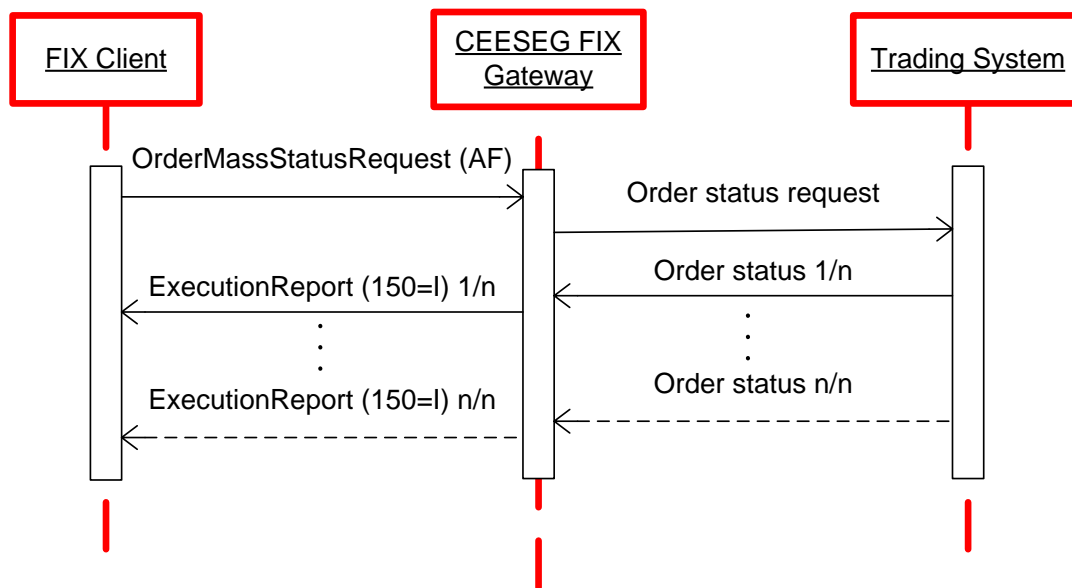 FIX Client
CEESEG FIX
Gateway
Trading System
OrderMassStatusRequest (AF)
Order status request
Order status 1/n
ExecutionReport (150=I) 1/n
Order status n/n
ExecutionReport (150=I) n/n